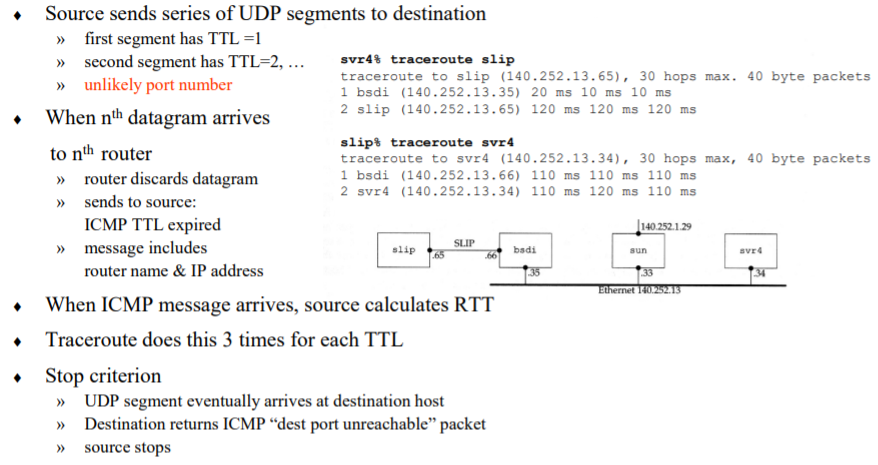 ♦ Source sends series of UDP segments to destination
» first segment has TTL =1
» second segment has TTL=2, …
» unlikely port number
♦ When nth datagram arrives
to nth router
» router discards datagram
» sends to source:
ICMP TTL expired
» message includes
router name & IP address
♦ When ICMP message arrives, source calculates RTT
♦ Traceroute does this 3 times for each TTL
♦ Stop criterion
» UDP segment eventually arrives at destination host
» Destination returns ICMP “dest port unreachable” packet
» source stops
svr4% traceroute slip
traceroute to slip (140.252.13.65), 30 hops max. 40 byte packets
1 bsdi (140.252.13.35) 20 ms 10 ms 10 ms
2 slip (140.252.13.65) 120 ms 120 ms 120 ms
slip% traceroute svr4
traceroute to svr4 (140.252.13.34), 30 hops max, 40 byte packets
1 bsdi (140.252.13.66) 110 ms 110 ms 110 ms
2 svr4 (140.252.13.34) 110 ms 120 ms 110 ms
140.252.1.29
slip .65 SLIP .66 bsdi sun svr4
.35 .33 .34
Ethernet 140.252.13